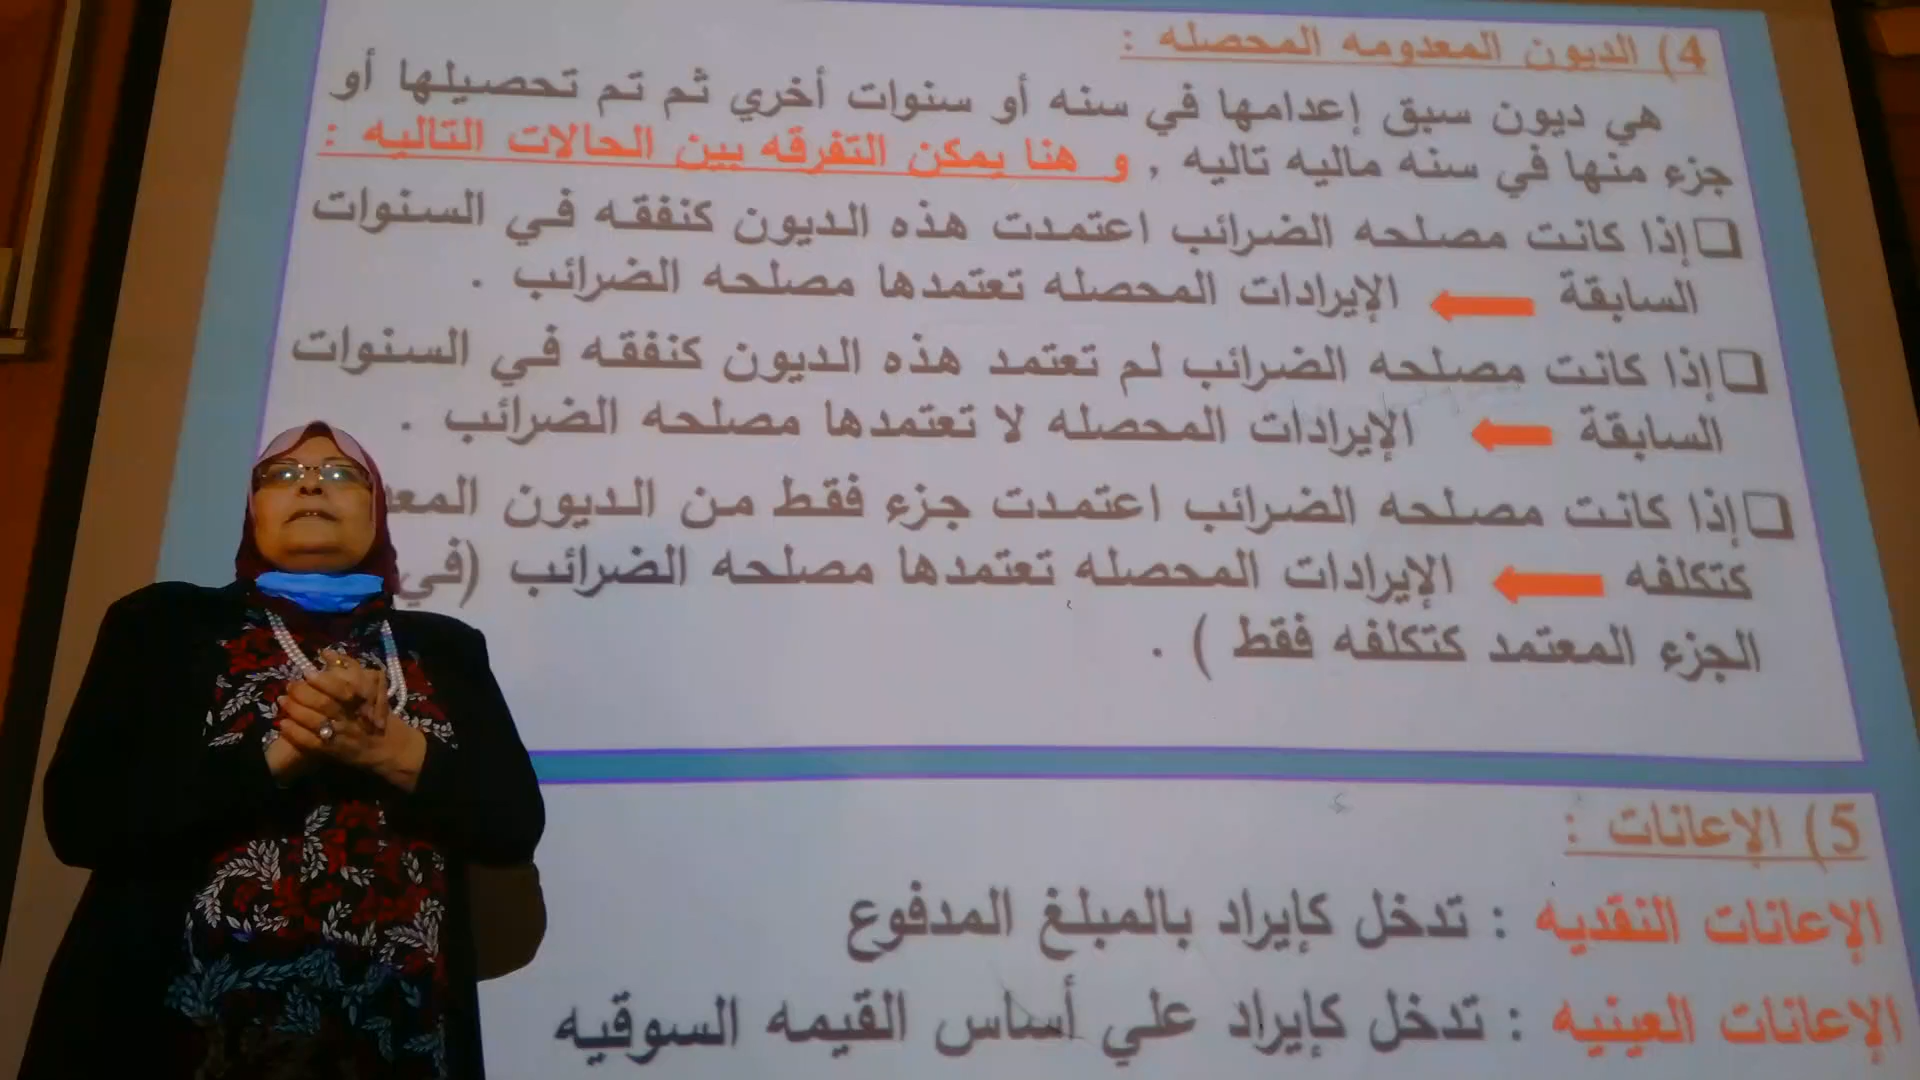 4) الديون المعدومه المحصله :
هي ديون سبق إعدامها في سنه أو سنوات أخري ثم تم تحصيلها أو
جزء منها في سنه ماليه تاليه , و هنا يمكن التفرقه بين الحالات التاليه :
إذا كانت مصلحه الضرائب اعتمدت هذه الديون كنفقه في السنوات
السابقة ← الإيرادات المحصله تعتمدها مصلحه الضرائب .
إذا كانت مصلحه الضرائب لم تعتمد هذه الديون كنفقه في السنوات
السابقة ← الإيرادات المحصله لا تعتمدها مصلحه الضرائب .
إذا كانت مصلحه الضرائب اعتمدت جزء فقط من الديون
كتكلفه ← الإيرادات المحصله تعتمدها مصلحه الضرائب (في
الجزء المعتمد كتكلفه فقط ) .
5) الإعانات :
الإعانات النقديه : تدخل كإيراد بالمبلغ المدفوع
الإعانات العينيه : تدخل كإيراد علي أساس القيمه السوقيه